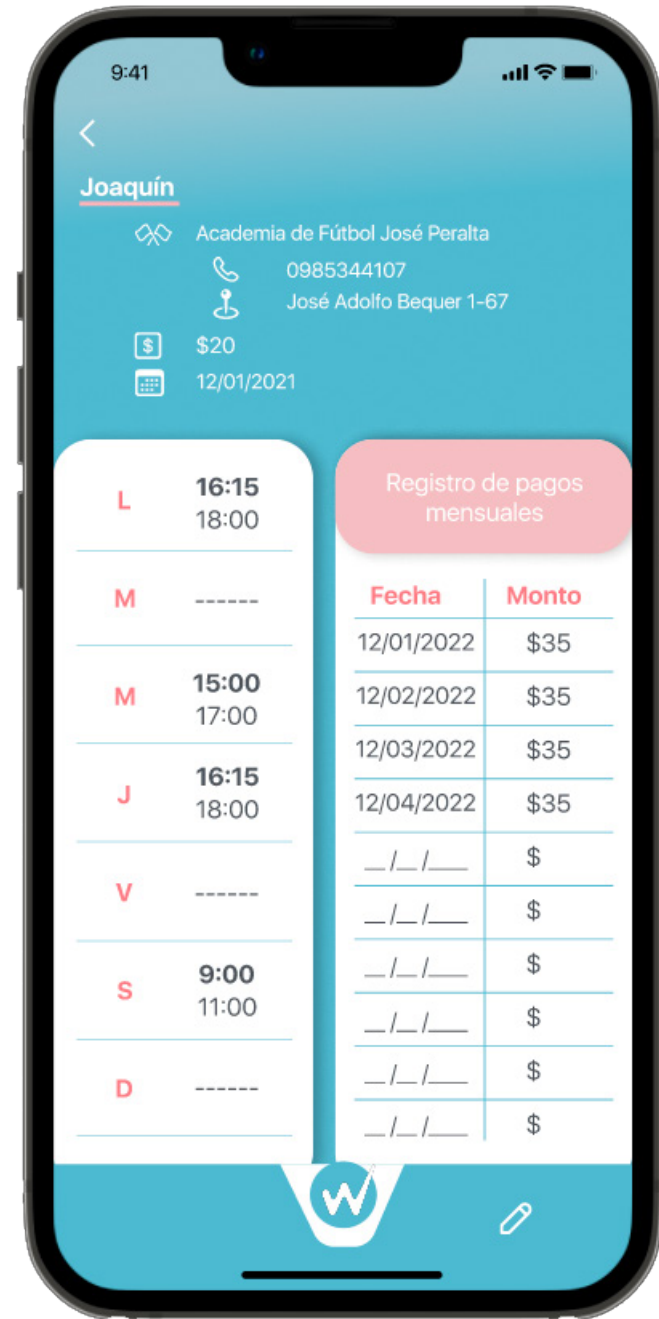 9:41
Joaquín
Academia de Fútbol José Peralta
0985344107
José Adolfo Bequer 1-67
$
$20
12/01/2021
L
16:15
18:00
M
------
M
15:00
17:00
J
16:15
18:00
V
------
S
9:00
11:00
D
------
Registro de pagos
mensuales
Fecha Monto
12/01/2022 $35
12/02/2022 $35
12/03/2022 $35
12/04/2022 $35
__/__/____ $
__/__/____ $
__/__/____ $
__/__/____ $
__/__/____ $
__/__/____ $
W